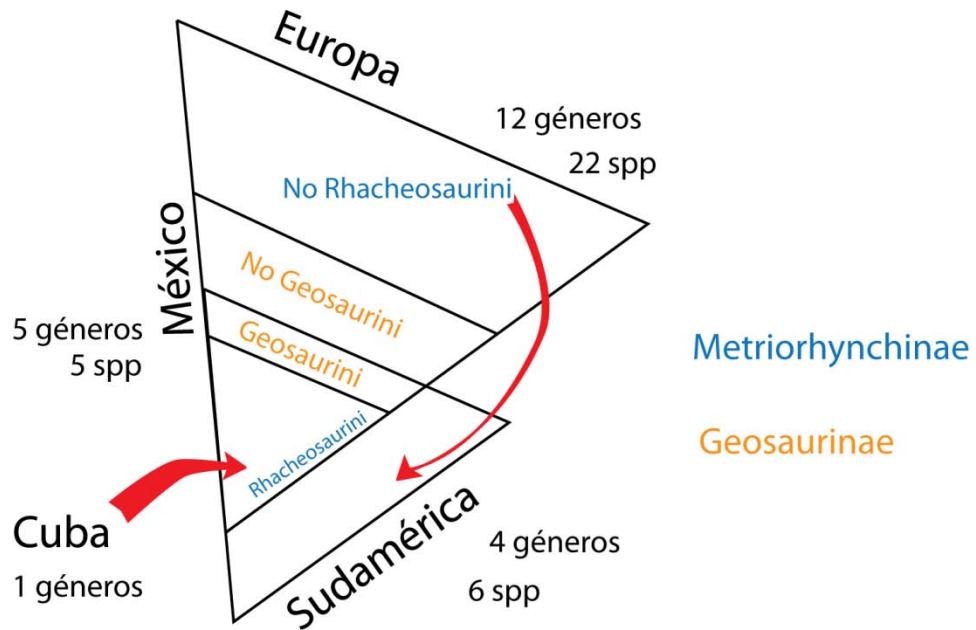 Europa
12 géneros
22 spp
No Rhacheosaurini
México
No Geosaurini
Geosaurini
5 géneros
5 spp
Rhacheosaurini
Metriorhynchinae
Geosaurinae
Cuba
1 géneros
Sudamérica
4 géneros
6 spp